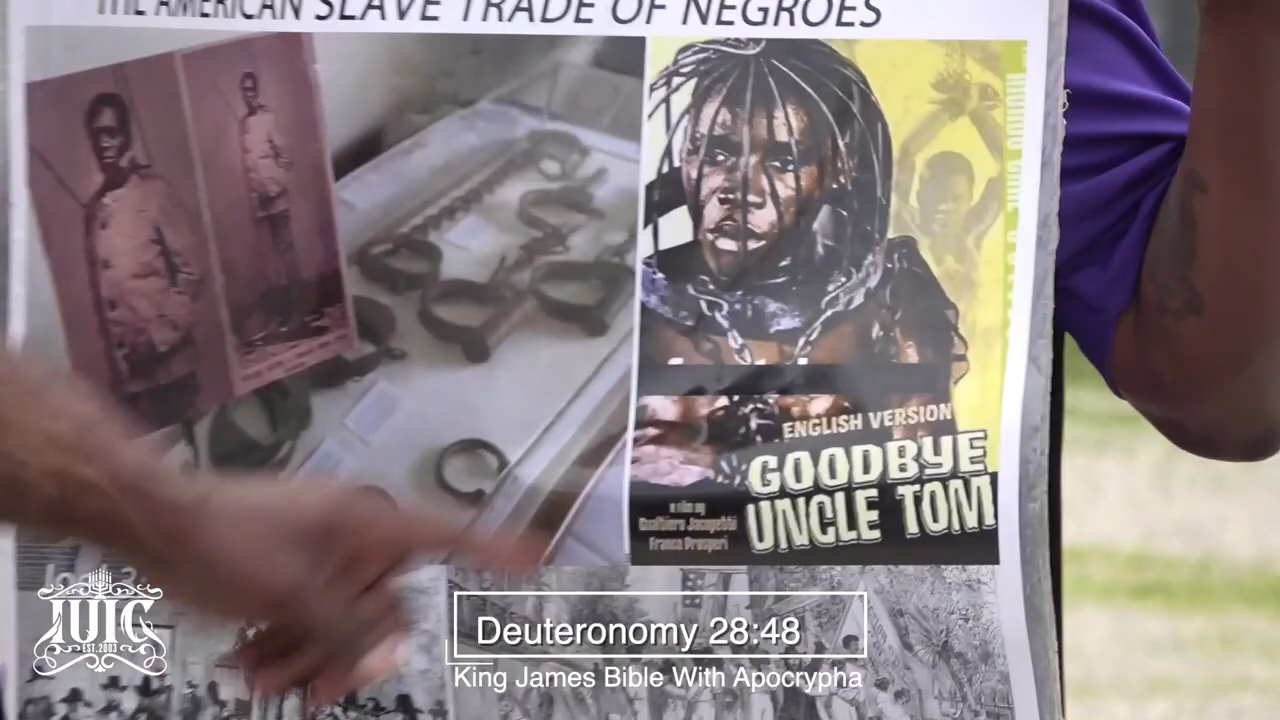 THE AMERICAN SLAVE TRADE OF NEGROES
ENGLISH VERSION
GOODBYE
UNCLE TOM
a film by
Gualtiero Jacopetti
Franco Prosperi
IUIC
EST. 2003
Deuteronomy 28:48
King James Bible With Apocrypha